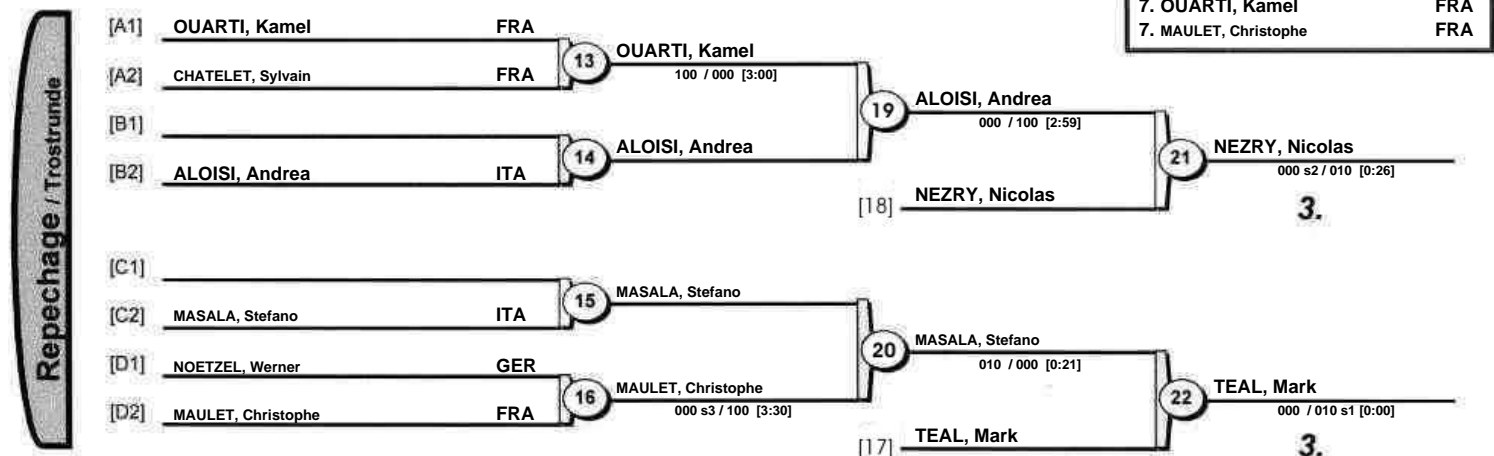 7. OUARTI, Kamel FRA
7. MAULET, Christophe FRA
Repechage / Trostrunde
[A1] OUARTI, Kamel FRA
13 OUARTI, Kamel
100 / 000 [3:00]
[A2] CHATELET, Sylvain FRA
19 ALOISI, Andrea
000 / 100 [2:59]
[B1]
14 ALOISI, Andrea
[B2] ALOISI, Andrea ITA
21 NEZRY, Nicolas
000 s2 / 010 [0:26]
[18] NEZRY, Nicolas
3.
[C1]
15 MASALA, Stefano
[C2] MASALA, Stefano ITA
20 MASALA, Stefano
010 / 000 [0:21]
[D1] NOETZEL, Werner GER
16 MAULET, Christophe
000 s3 / 100 [3:30]
[D2] MAULET, Christophe FRA
22 TEAL, Mark
000 / 010 s1 [0:00]
[17] TEAL, Mark
3.